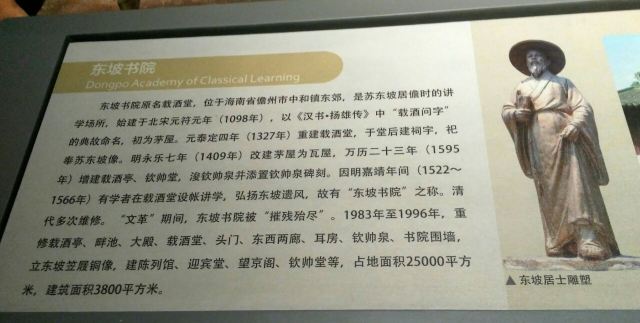 东坡书院
Dongpo Academy of Classical Learning
东坡书院原名载酒堂，位于海南省儋州市中和镇东郊，是苏东坡居儋时的讲
学场所，始建于北宋元符元年（1098年），以《汉书•扬雄传》中“载酒问字”
的典故命名，初为茅屋。元泰定四年（1327年）重建载酒堂，于堂后建祠宇，祀
奉苏东坡像。明永乐七年（1409年）改建茅屋为瓦屋，万历二十三年（1595
年）增建载酒亭、钦帅堂，浚钦帅泉并添置钦帅泉碑刻。因明嘉靖年间（1522～
1566年）有学者在载酒堂设帐讲学，弘扬东坡遗风，故有“东坡书院”之称。清
代多次维修。“文革”期间，东坡书院被“摧残殆尽”。1983年至1996年，重
修载酒亭、畔池、大殿、载酒堂、头门、东西两廊、耳房、钦帅泉、书院围墙，
立东坡笠屐铜像，建陈列馆、迎宾堂、望京阁、钦帅堂等，占地面积25000平方
米，建筑面积3800平方米。
▲东坡居士雕塑